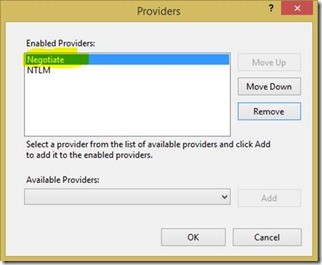 Providers
Enabled Providers:
Negotiate
NTLM
Move Up
Move Down
Remove
Select a provider from the list of available providers and click Add
to add it to the enabled providers.
Available Providers:
Add
OK
Cancel